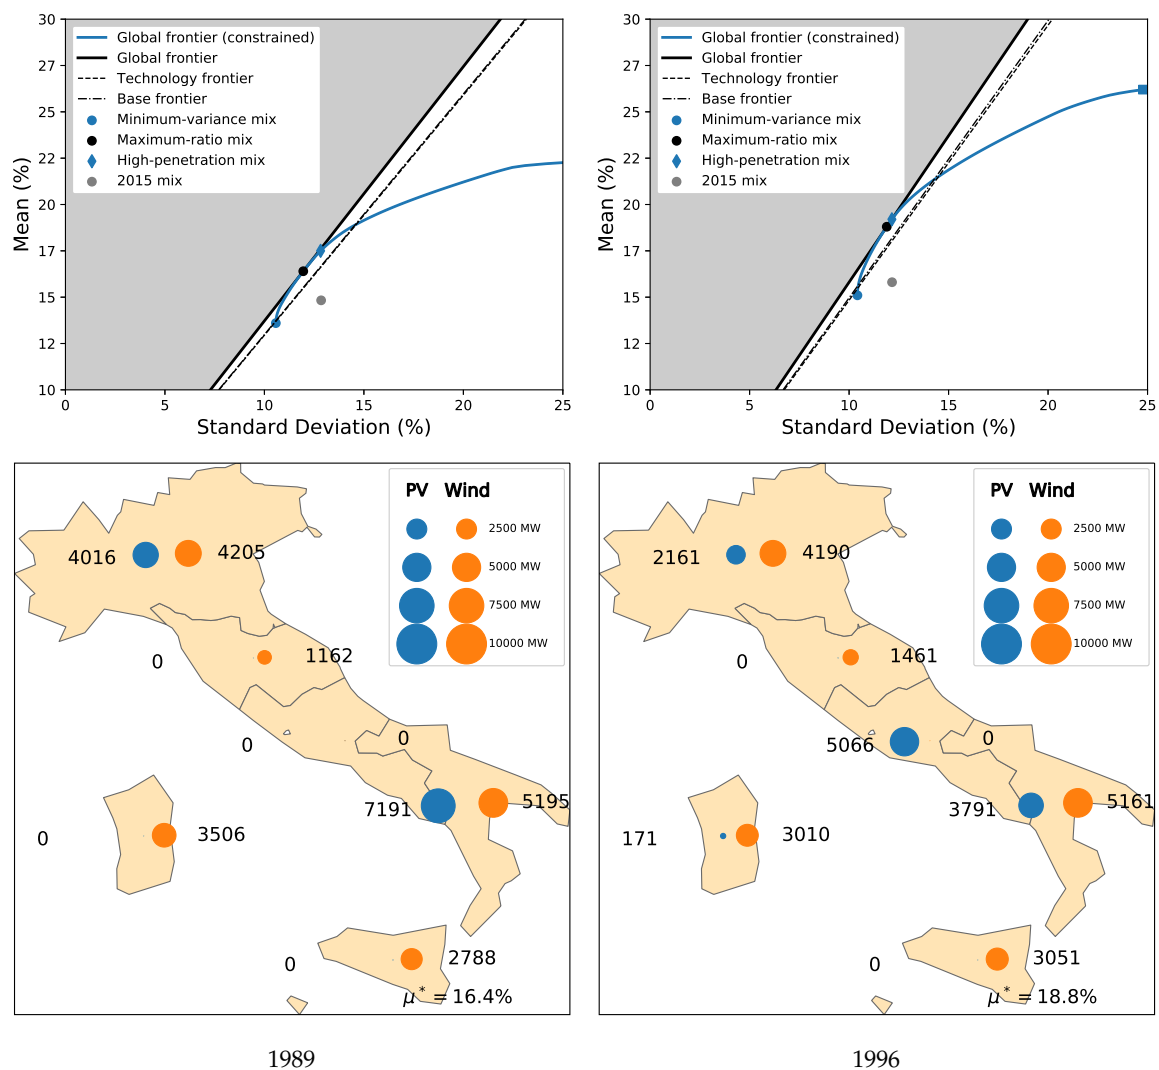 30
27
25
22
20
17
15
12
10
Mean (%)
Global frontier (constrained)
Global frontier
Technology frontier
Base frontier
Minimum-variance mix
Maximum-ratio mix
High-penetration mix
2015 mix
0 5 10 15 20 25
Standard Deviation (%)
30
27
25
22
20
17
15
12
10
Mean (%)
Global frontier (constrained)
Global frontier
Technology frontier
Base frontier
Minimum-variance mix
Maximum-ratio mix
High-penetration mix
2015 mix
0 5 10 15 20 25
Standard Deviation (%)
PV Wind
2500 MW
5000 MW
7500 MW
10000 MW
4016 4205
0 1162
0 0
7191 5195
0 3506
0 2788
μ* = 16.4%
1989
PV Wind
2500 MW
5000 MW
7500 MW
10000 MW
2161 4190
0 1461
5066 0
3791 5161
171 3010
0 3051
μ* = 18.8%
1996